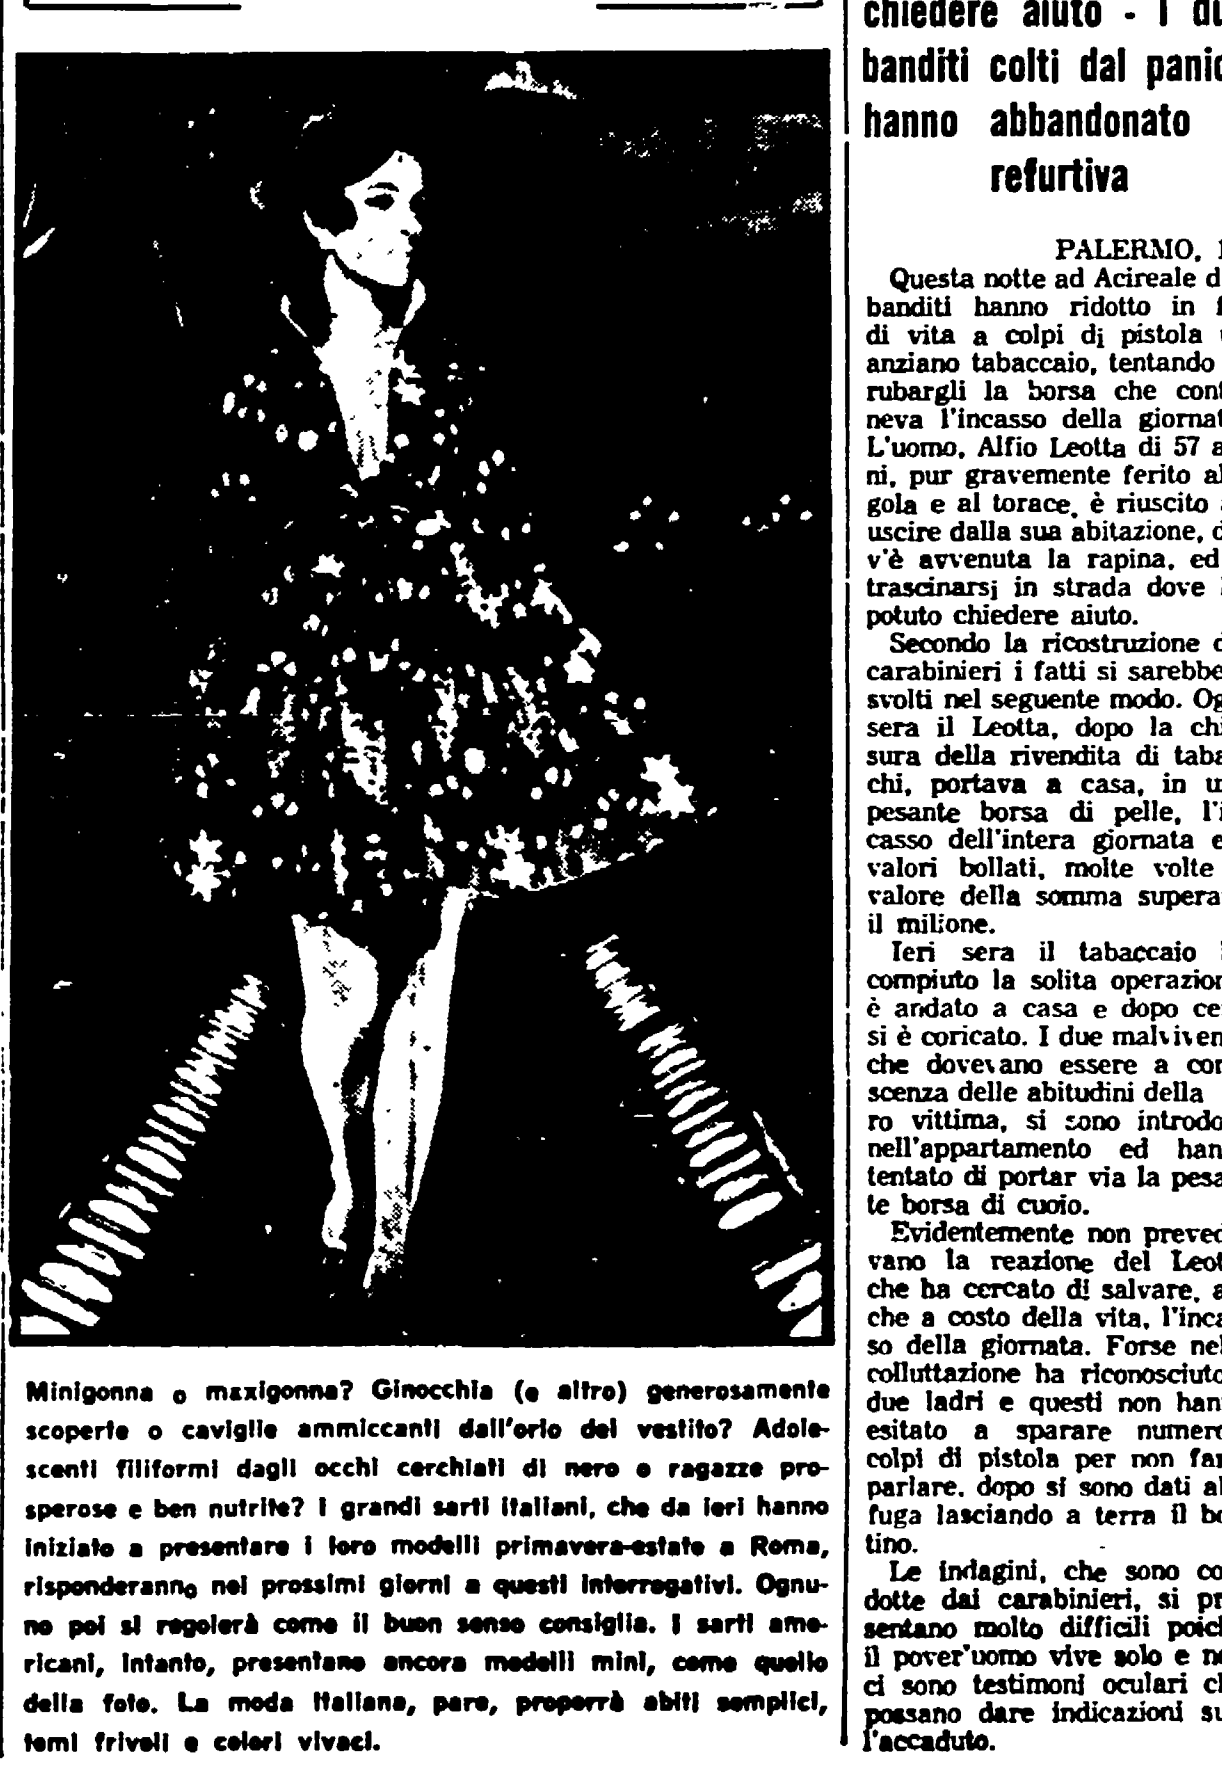 Minigonna o maxigonna? Ginocchia (e altro) generosamente
scoperte o caviglie ammiccanti dall'orlo del vestito? Adole-
scenti filiformi dagli occhi cerchiati di nero o ragazze pro-
sperose e ben nutrite? I grandi sarti italiani, che da ieri hanno
iniziato a presentare i loro modelli primavera-estate a Roma,
risponderanno nei prossimi giorni a questi interrogativi. Ognu-
no poi si regolerà come il buon senso consiglia. I sarti ame-
ricani, intanto, presentano ancora modelli mini, come quello
della foto. La moda italiana, pare, proporrà abiti semplici,
temi frivoli e colori vivaci.
chiedere aiuto - I du
banditi colti dal panic
hanno abbandonato
refurtiva
PALERMO, 1
Questa notte ad Acireale d
banditi hanno ridotto in f
di vita a colpi di pistola u
anziano tabaccaio, tentando
rubargli la borsa che cont
neva l'incasso della giornat
L'uomo, Alfio Leotta di 57 a
ni, pur gravemente ferito al
gola e al torace, è riuscito a
uscire dalla sua abitazione, d
v'è avvenuta la rapina, ed
trascinarsi in strada dove
potuto chiedere aiuto.
Secondo la ricostruzione d
carabinieri i fatti si sarebbe
svolti nel seguente modo. Og
sera il Leotta, dopo la chi
sura della rivendita di taba
chi, portava a casa, in u
pesante borsa di pelle, l'i
casso dell'intera giornata e
valori bollati, molte volte
valore della somma supera
il milione.
Ieri sera il tabaccaio
compiuto la solita operazion
è andato a casa e dopo ce
si è coricato. I due malviven
che dovevano essere a con
scenza delle abitudini della
ro vittima, si sono introdo
nell'appartamento ed han
tentato di portar via la pesa
te borsa di cuoio.
Evidentemente non preved
vano la reazione del Leot
che ha cercato di salvare, a
che a costo della vita, l'inca
so della giornata. Forse nel
colluttazione ha riconosciuto
due ladri e questi non han
esitato a sparare numero
colpi di pistola per non far
parlare, dopo si sono dati al
fuga lasciando a terra il bo
tino.
Le indagini, che sono co
dotte dai carabinieri, si pr
sentano molto difficili poich
il pover'uomo vive solo e no
ci sono testimoni oculari ch
possano dare indicazioni su
l'accaduto.